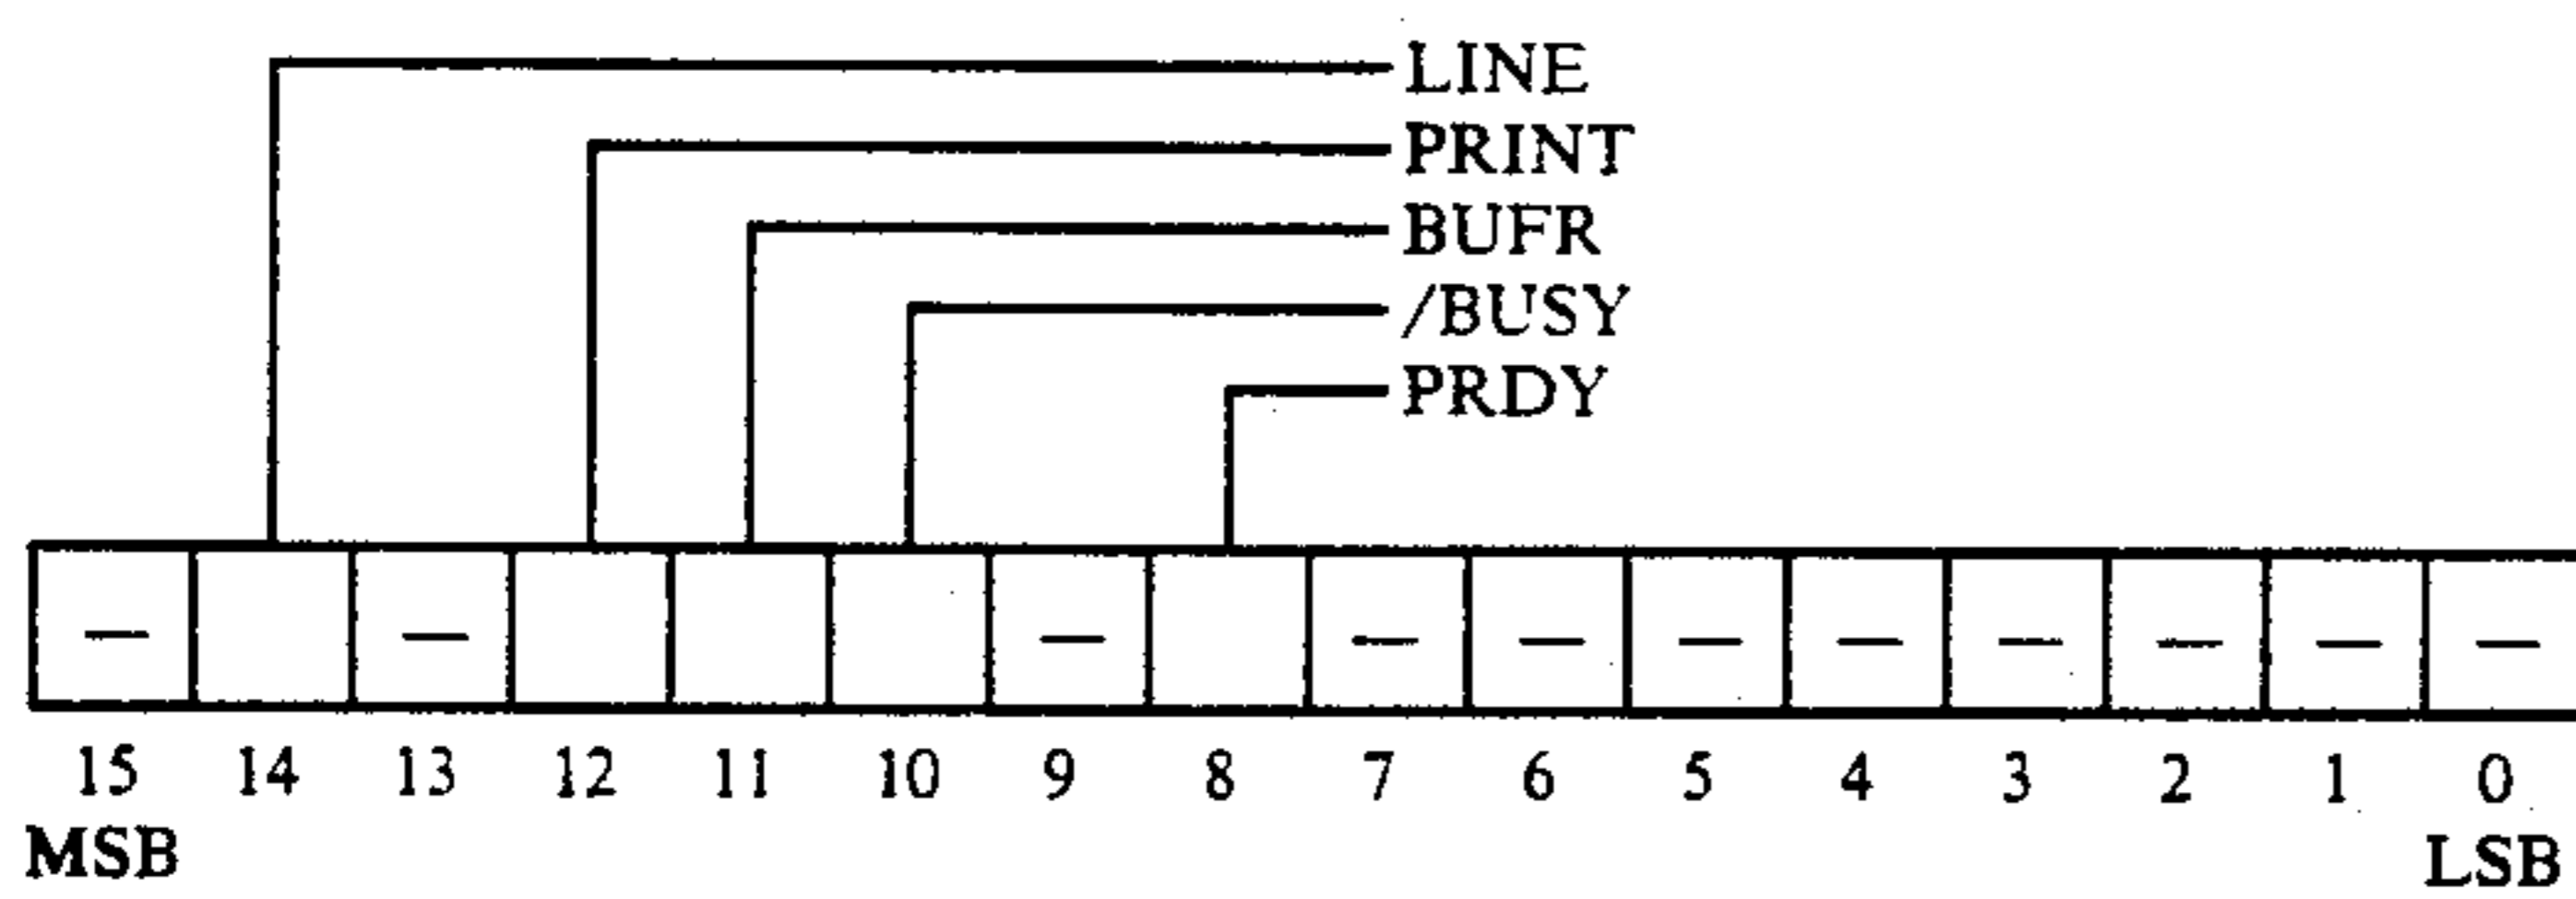 LINE
PRINT
BUFR
/BUSY
PRDY
— — — — — — — — — — —
15 14 13 12 11 10 9 8 7 6 5 4 3 2 1 0
MSB LSB